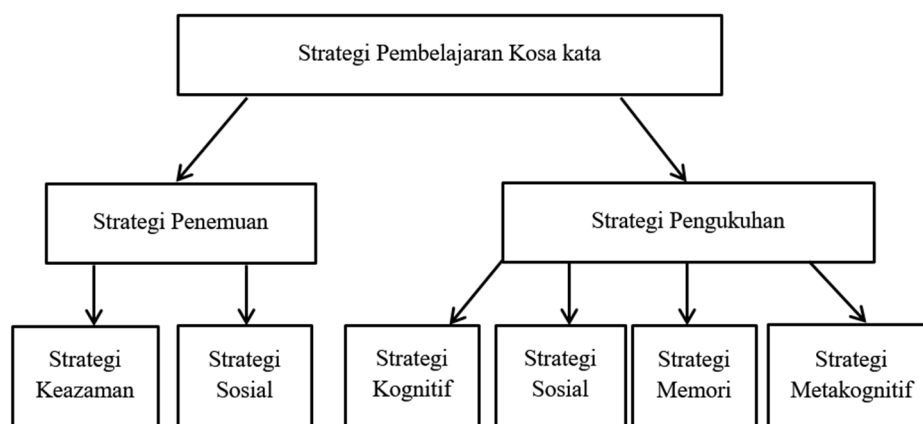 Strategi Pembelajaran Kosa kata
Strategi Penemuan
Strategi Pengukuhan
Strategi
Keazaman
Strategi
Sosial
Strategi
Kognitif
Strategi
Sosial
Strategi
Memori
Strategi
Metakognitif